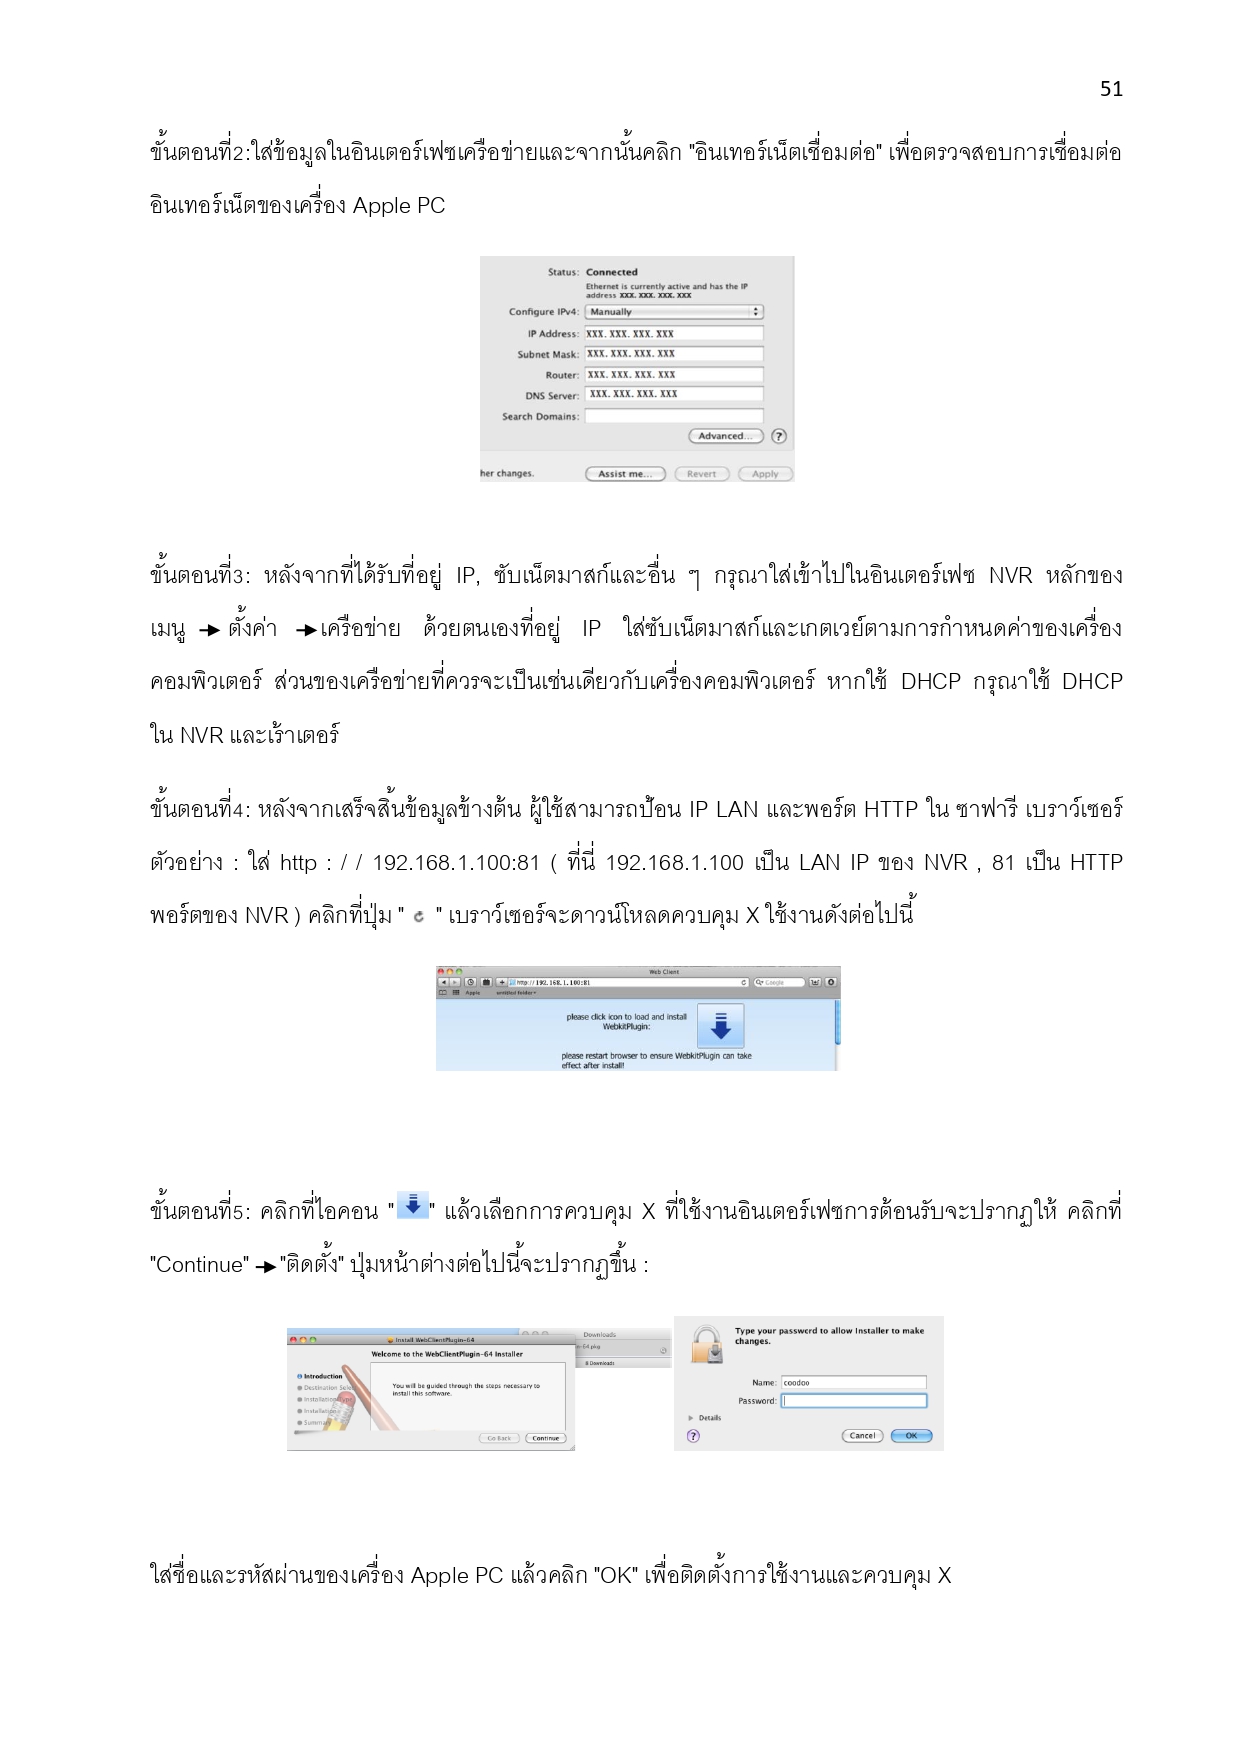 51
ขั้นตอนที่2:ใส่ข้อมูลในอินเตอร์เฟซเครือข่ายและจากนั้นคลิก "อินเทอร์เน็ตเชื่อมต่อ" เพื่อตรวจสอบการเชื่อมต่อ
อินเทอร์เน็ตของเครื่อง Apple PC
Status: Connected
Ethernet is currently active and has the IP
address XXX. XXX. XXX. XXX
Configure IPv4: Manually
IP Address: XXX. XXX. XXX. XXX
Subnet Mask: XXX. XXX. XXX. XXX
Router: XXX. XXX. XXX. XXX
DNS Server: XXX. XXX. XXX. XXX
Search Domains:
Advanced... ?
her changes. Assist me... Revert Apply
ขั้นตอนที่3: หลังจากที่ได้รับที่อยู่ IP, ซับเน็ตมาสก์และอื่น ๆ กรุณาใส่เข้าไปในอินเตอร์เฟซ NVR หลักของ
เมนู → ตั้งค่า →เครือข่าย ด้วยตนเองที่อยู่ IP ใส่ซับเน็ตมาสก์และเกตเวย์ตามการกำหนดค่าของเครื่อง
คอมพิวเตอร์ ส่วนของเครือข่ายที่ควรจะเป็นเช่นเดียวกับเครื่องคอมพิวเตอร์ หากใช้ DHCP กรุณาใช้ DHCP
ใน NVR และเร้าเตอร์
ขั้นตอนที่4: หลังจากเสร็จสิ้นข้อมูลข้างต้น ผู้ใช้สามารถป้อน IP LAN และพอร์ต HTTP ใน ซาฟารี เบราว์เซอร์
ตัวอย่าง : ใส่ http : / / 192.168.1.100:81 ( ที่นี่ 192.168.1.100 เป็น LAN IP ของ NVR , 81 เป็น HTTP
พอร์ตของ NVR ) คลิกที่ปุ่ม " " เบราว์เซอร์จะดาวน์โหลดควบคุม X ใช้งานดังต่อไปนี้
Web Client
http://192.168.1.100:81 Google
Apple untitled folder
please click icon to load and install
WebkitPlugin:
please restart browser to ensure WebkitPlugin can take
effect after install!
ขั้นตอนที่5: คลิกที่ไอคอน " " แล้วเลือกการควบคุม X ที่ใช้งานอินเตอร์เฟซการต้อนรับจะปรากฏให้ คลิกที่
"Continue" →"ติดตั้ง" ปุ่มหน้าต่างต่อไปนี้จะปรากฏขึ้น :
Downloads
-64.pkg
8 Downloads
Install WebClientPlugin-64
Welcome to the WebClientPlugin-64 Installer
Introduction
Destination Sele
Installation Type
Installation
Summary
You will be guided through the steps necessary to
install this software.
Go Back Continue
Type your password to allow Installer to make
changes.
Name: coodoo
Password:
Details
? Cancel OK
ใส่ชื่อและรหัสผ่านของเครื่อง Apple PC แล้วคลิก "OK" เพื่อติดตั้งการใช้งานและควบคุม X